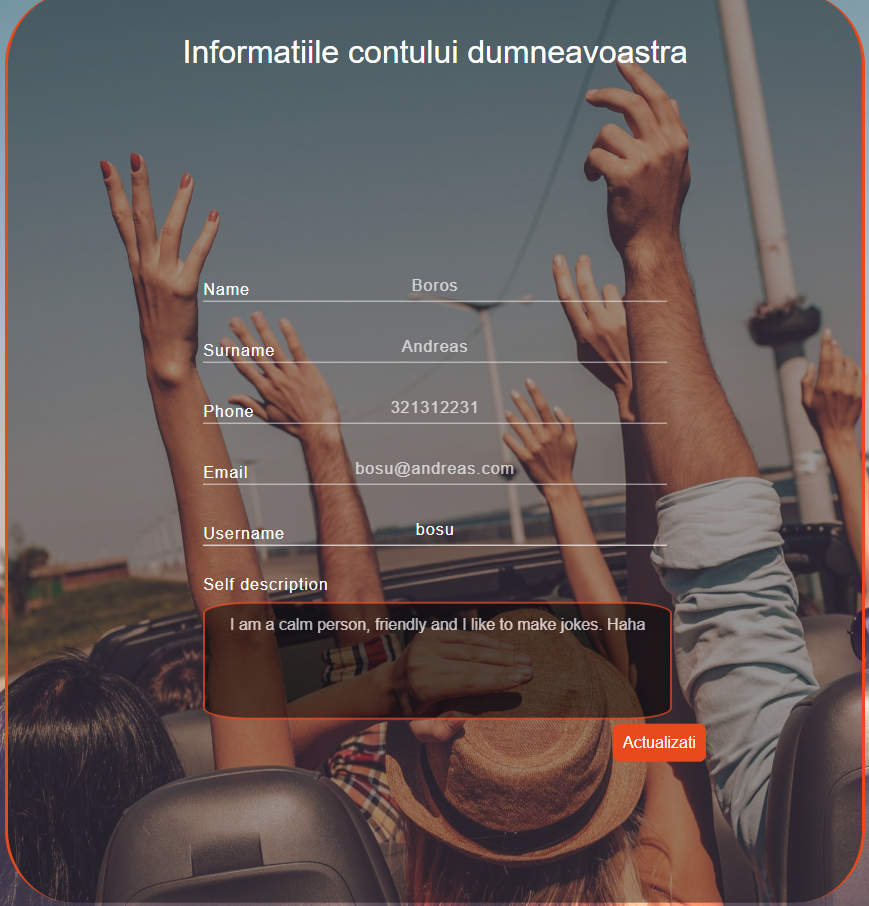 Informatiile contului dumneavoastra
Name Boros
Surname Andreas
Phone 321312231
Email bosu@andreas.com
Username bosu
Self description
I am a calm person, friendly and I like to make jokes. Haha
Actualizati